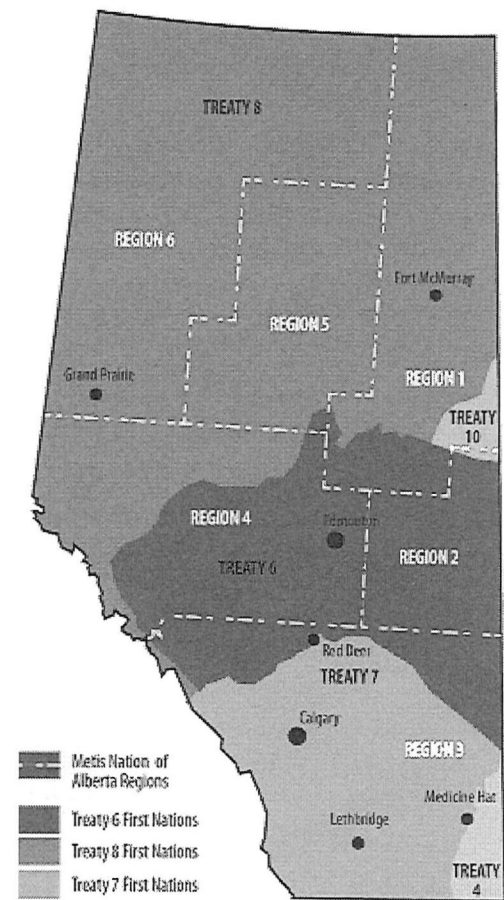 TREATY 8
REGION 6
Fort McMurray
REGION 5
Grand Prairie
REGION 1
TREATY
10
REGION 4
Edmonton
REGION 2
TREATY 6
Red Deer
TREATY 7
Calgary
REGION 3
Metis Nation of
Alberta Regions
Medicine Hat
Treaty 6 First Nations
Lethbridge
Treaty 8 First Nations
TREATY
4
Treaty 7 First Nations